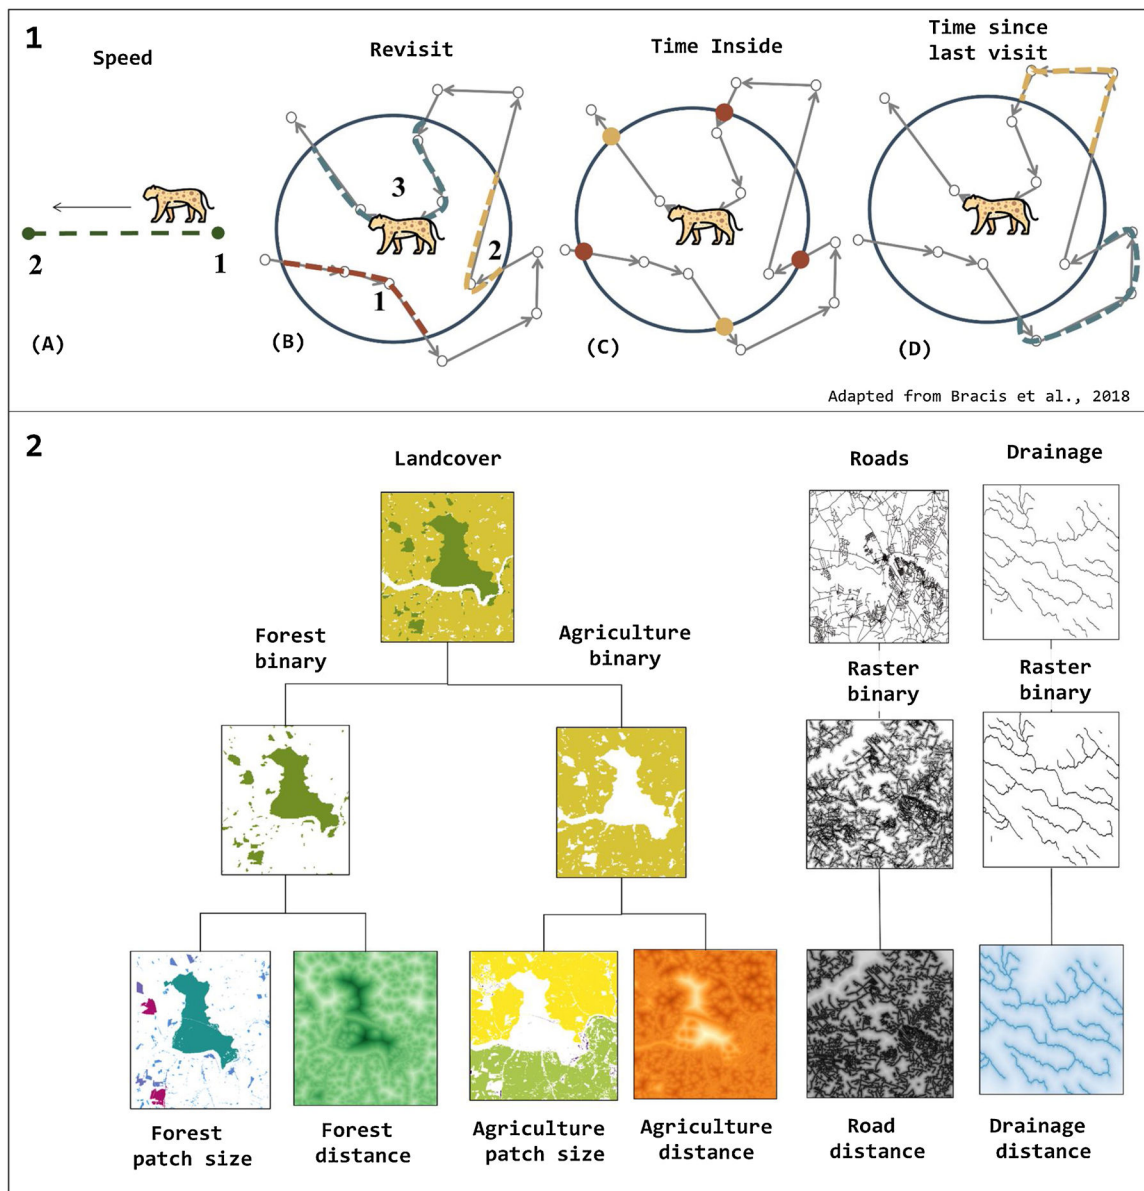 1
Speed
Revisit
Time Inside
Time since
last visit
3
2
1
2
1
(A)
(B)
(C)
(D)
Adapted from Bracis et al., 2018
2
Landcover
Roads
Drainage
Forest
binary
Agriculture
binary
Raster
binary
Raster
binary
Forest
patch size
Forest
distance
Agriculture
patch size
Agriculture
distance
Road
distance
Drainage
distance